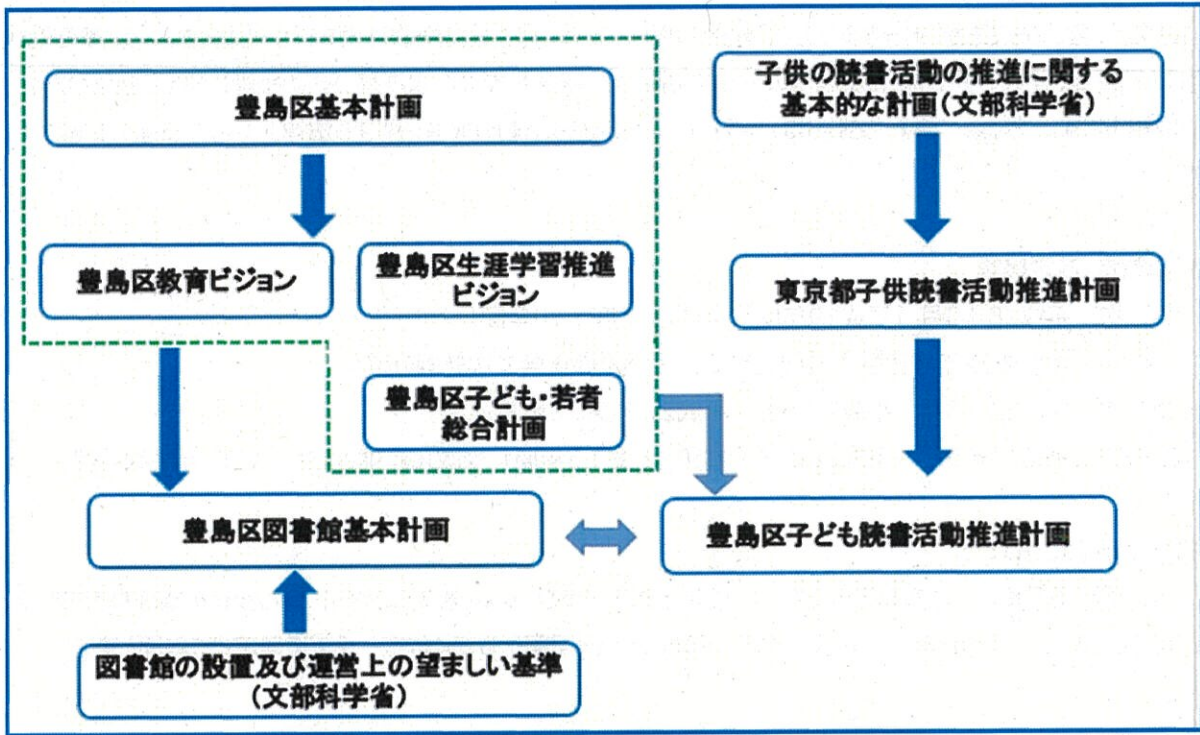 豊島区基本計画
子供の読書活動の推進に関する
基本的な計画(文部科学省)
豊島区教育ビジョン
豊島区生涯学習推進
ビジョン
東京都子供読書活動推進計画
豊島区子ども・若者
総合計画
豊島区図書館基本計画
豊島区子ども読書活動推進計画
図書館の設置及び運営上の望ましい基準
(文部科学省)